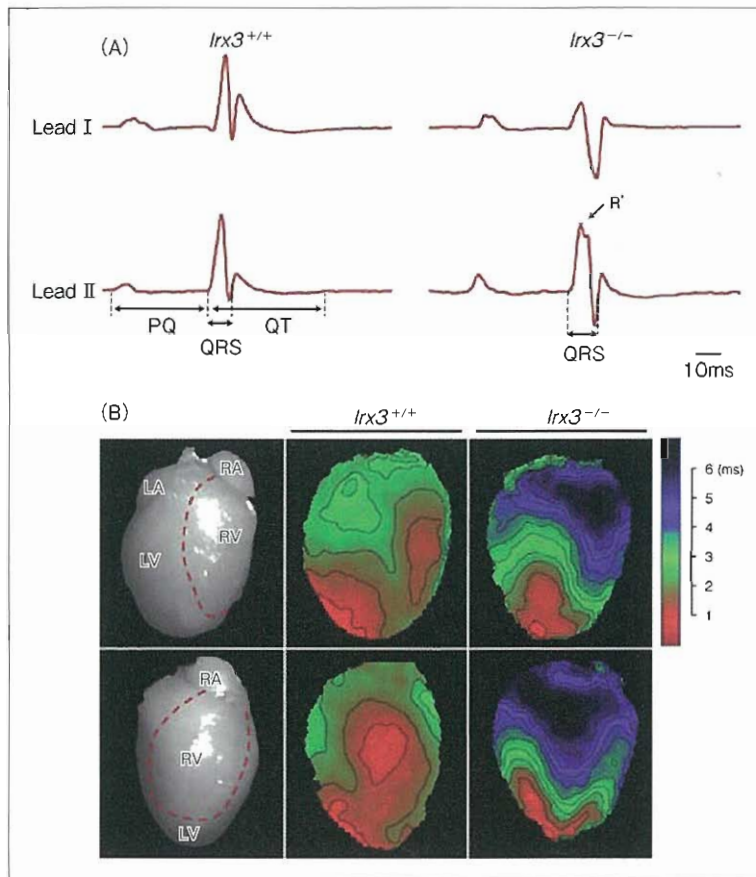 (A)
Irx3+/+
Irx3−/−
Lead I
R'
Lead II
PQ
QT
QRS
QRS
10ms
(B)
Irx3+/+
Irx3−/−
RA
LA
RV
LV
6 (ms)
5
4
3
2
1
RA
RV
LV